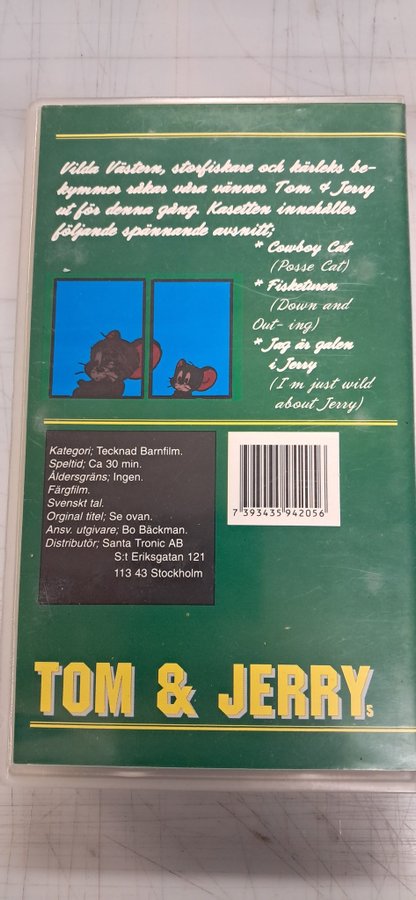 Vilda Västern, storfiskare och kärleks be-
kymmer råkar våra vänner Tom & Jerry
ut för denna gång. Kasetten innehåller
följande spännande avsnitt;
* Cowboy Cat
(Posse Cat)
* Fisketuren
(Down and
Out- ing)
* Jag är galen
i Jerry
(I m just wild
about Jerry)
Kategori; Tecknad Barnfilm.
Speltid; Ca 30 min.
Åldersgräns; Ingen.
Färgfilm.
Svenskt tal.
Orginal titel; Se ovan.
Ansv. utgivare; Bo Bäckman.
Distributör; Santa Tronic AB
S:t Eriksgatan 121
113 43 Stockholm
7 393435 942056
TOM & JERRYs